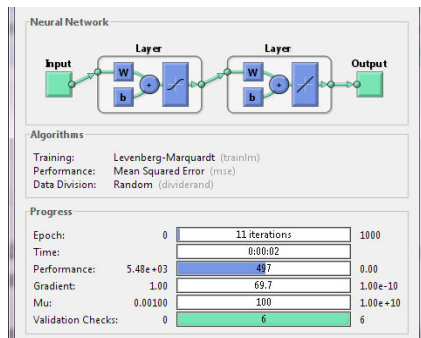 Neural Network
Layer Layer
Input Output
W W
+ +
b b
Algorithms
Training: Levenberg-Marquardt (trainlm)
Performance: Mean Squared Error (mse)
Data Division: Random (dividerand)
Progress
Epoch: 0 11 iterations 1000
Time: 0:00:02
Performance: 5.48e+03 497 0.00
Gradient: 1.00 69.7 1.00e-10
Mu: 0.00100 100 1.00e+10
Validation Checks: 0 6 6